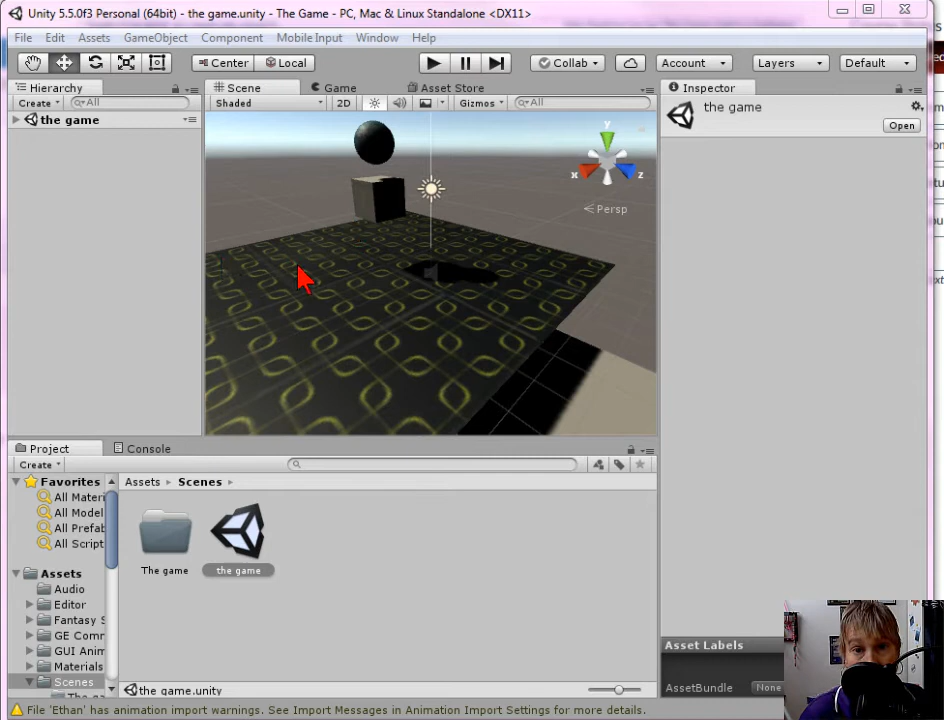 Unity 5.5.0f3 Personal (64bit) - the game.unity - The Game - PC, Mac & Linux Standalone <DX11>
File Edit Assets GameObject Component Mobile Input Window Help
Center Local Collab Account Layers Default
Hierarchy Scene Game Asset Store Inspector
Create All Shaded 2D Gizmos All
the game
the game
Open
y
x
z
Persp
Project Console
Create
Favorites
All Materi
All Model
All Prefab
All Script
Assets
Audio
Editor
Fantasy S
GE Comm
GUI Anim
Materials
Scenes
Assets Scenes
The game
the game
the game.unity
Asset Labels
AssetBundle None
File 'Ethan' has animation import warnings. See Import Messages in Animation Import Settings for more details.